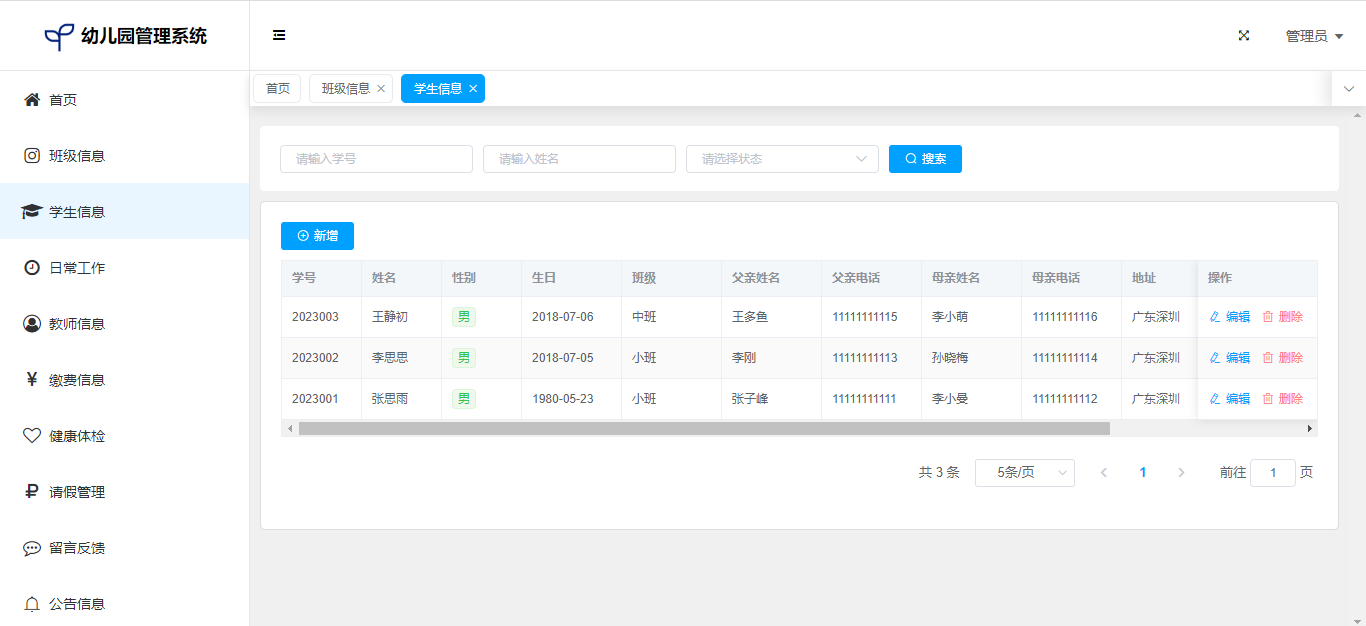 幼儿园管理系统
管理员
首页 班级信息 学生信息
首页
班级信息
学生信息
日常工作
教师信息
缴费信息
健康体检
请假管理
留言反馈
公告信息
请输入学号 请输入姓名 请选择状态 搜索
新增
学号 姓名 性别 生日 班级 父亲姓名 父亲电话 母亲姓名 母亲电话 地址 操作
2023003 王静初 男 2018-07-06 中班 王多鱼 11111111115 李小萌 11111111116 广东深圳 编辑 删除
2023002 李思思 男 2018-07-05 小班 李刚 11111111113 孙晓梅 11111111114 广东深圳 编辑 删除
2023001 张思雨 男 1980-05-23 小班 张子峰 11111111111 李小曼 11111111112 广东深圳 编辑 删除
共 3 条 5条/页 1 前往 1 页